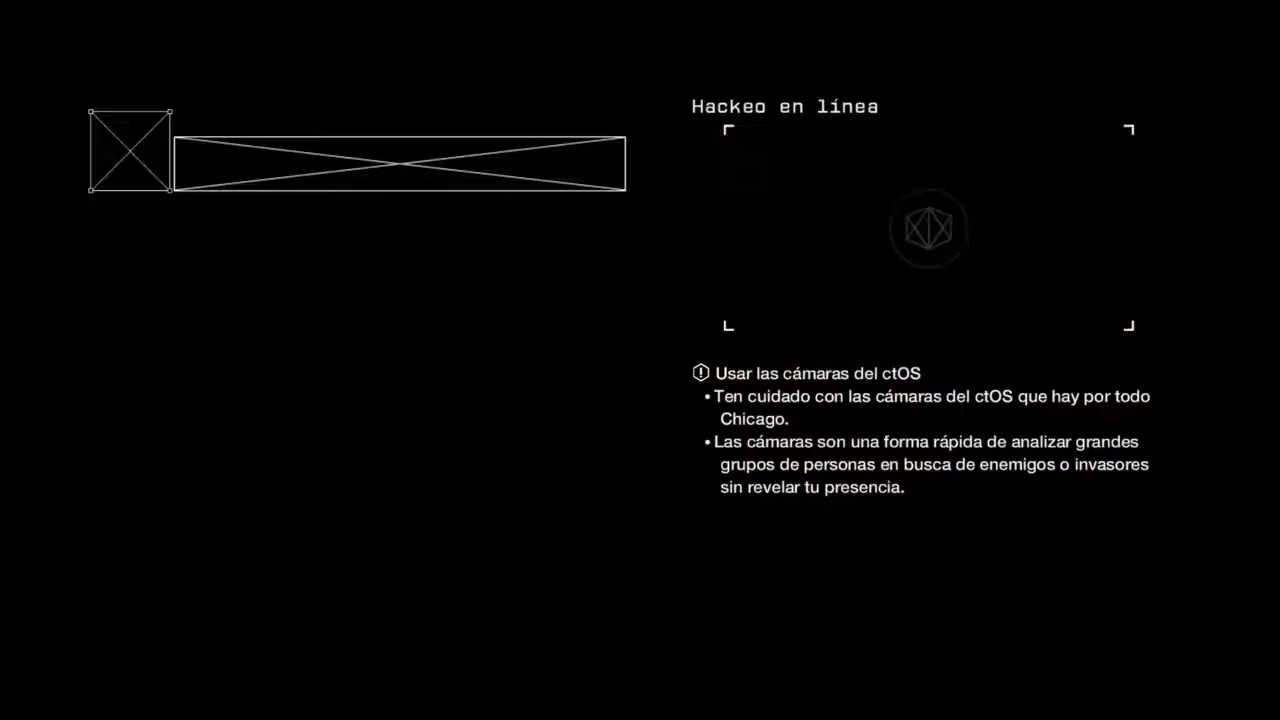 Hackeo en línea
Usar las cámaras del ctOS
• Ten cuidado con las cámaras del ctOS que hay por todo
Chicago.
• Las cámaras son una forma rápida de analizar grandes
grupos de personas en busca de enemigos o invasores
sin revelar tu presencia.